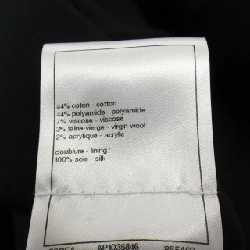 44% coton - cotton
44% polyamide - polyamide
7% viscose - viscose
3% laine vierge - virgin wool
2% acrylique - acrylic
doublure - lining:
100% soie - silk